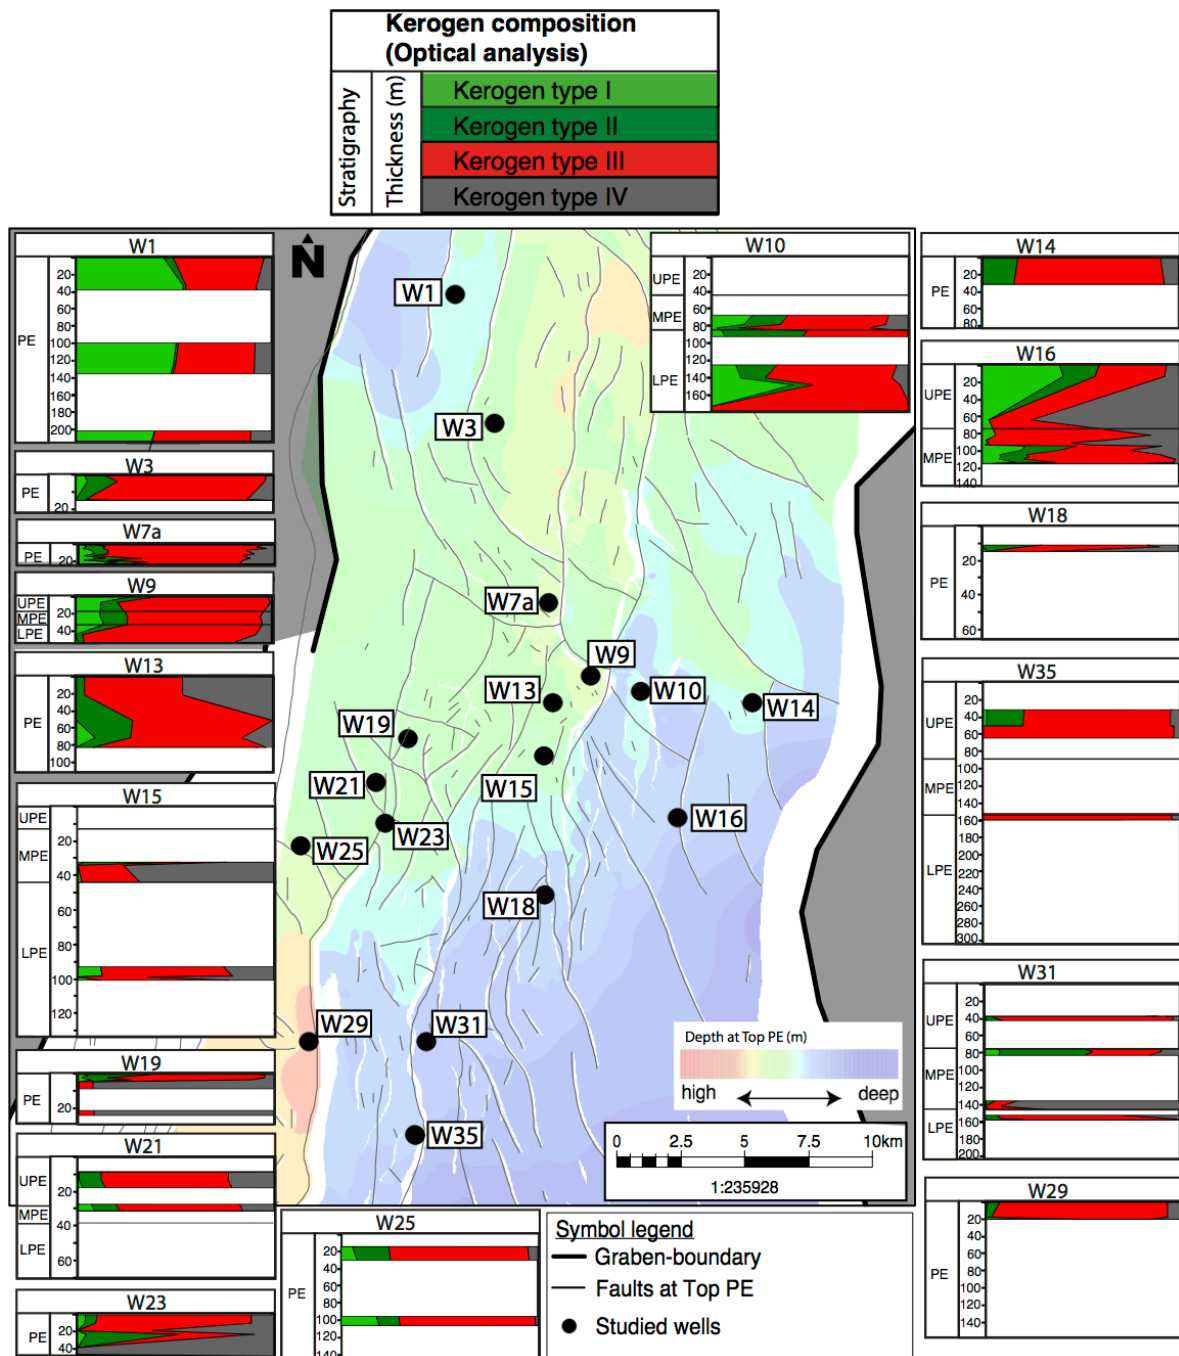 Kerogen composition
(Optical analysis)
Stratigraphy
Thickness (m)
Kerogen type I
Kerogen type II
Kerogen type III
Kerogen type IV
W1
PE
20
40
60
80
100
120
140
160
180
200
W3
PE
20
W7a
PE
20
W9
UPE
MPE
LPE
20
40
W13
PE
20
40
60
80
100
W15
UPE
MPE
LPE
20
40
60
80
100
120
W19
PE
20
W21
UPE
MPE
LPE
20
40
60
W23
PE
20
40
W25
PE
20
40
60
80
100
120
140
N
W1
W3
W7a
W9
W13
W10
W14
W19
W15
W21
W16
W23
W25
W18
W29
W31
W35
W10
UPE
MPE
LPE
20
40
60
80
100
120
140
160
Depth at Top PE (m)
high
deep
0 2.5 5 7.5 10km
1:235928
Symbol legend
Graben-boundary
Faults at Top PE
Studied wells
W14
PE
20
40
60
80
W16
UPE
MPE
20
40
60
80
100
120
140
W18
PE
20
40
60
W35
UPE
MPE
LPE
20
40
60
80
100
120
140
160
180
200
220
240
260
280
300
W31
UPE
MPE
LPE
20
40
60
80
100
120
140
160
180
200
W29
PE
20
40
60
80
100
120
140